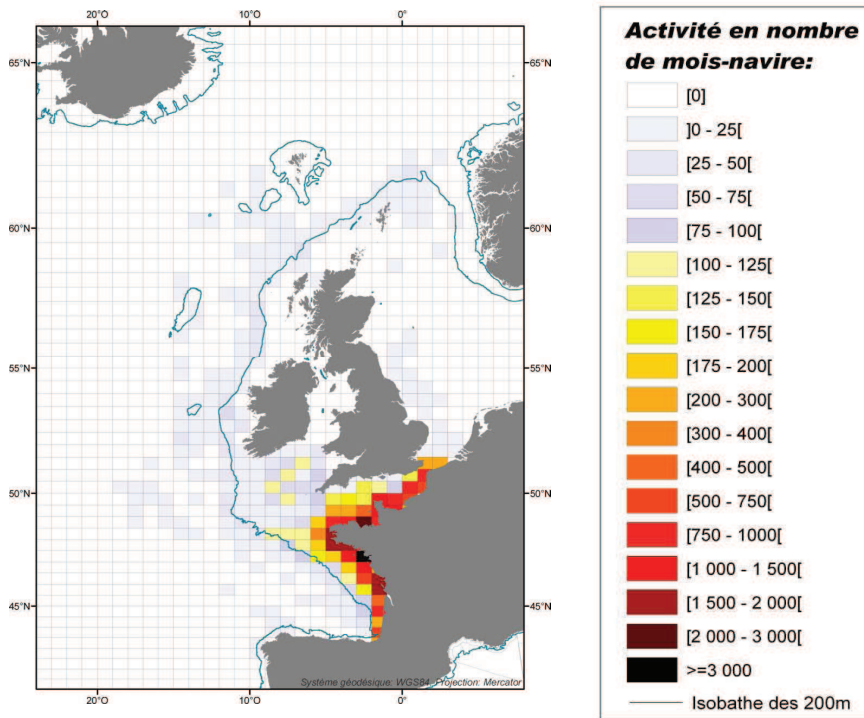 20°O 10°O 0°
65°N 65°N
60°N 60°N
55°N 55°N
50°N 50°N
45°N 45°N
Système géodésique: WGS84, Projection: Mercator
20°O 10°O 0°
Activité en nombre
de mois-navire:
[0]
]0 - 25[
[25 - 50[
[50 - 75[
[75 - 100[
[100 - 125[
[125 - 150[
[150 - 175[
[175 - 200[
[200 - 300[
[300 - 400[
[400 - 500[
[500 - 750[
[750 - 1000[
[1 000 - 1 500[
[1 500 - 2 000[
[2 000 - 3 000[
>=3 000
Isobathe des 200m